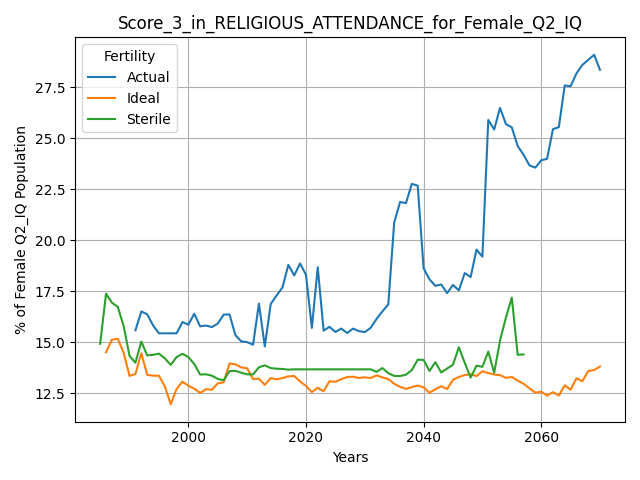 Score_3_in_RELIGIOUS_ATTENDANCE_for_Female_Q2_IQ
Fertility
Actual
Ideal
Sterile
% of Female Q2_IQ Population
27.5
25.0
22.5
20.0
17.5
15.0
12.5
2000
2020
2040
2060
Years